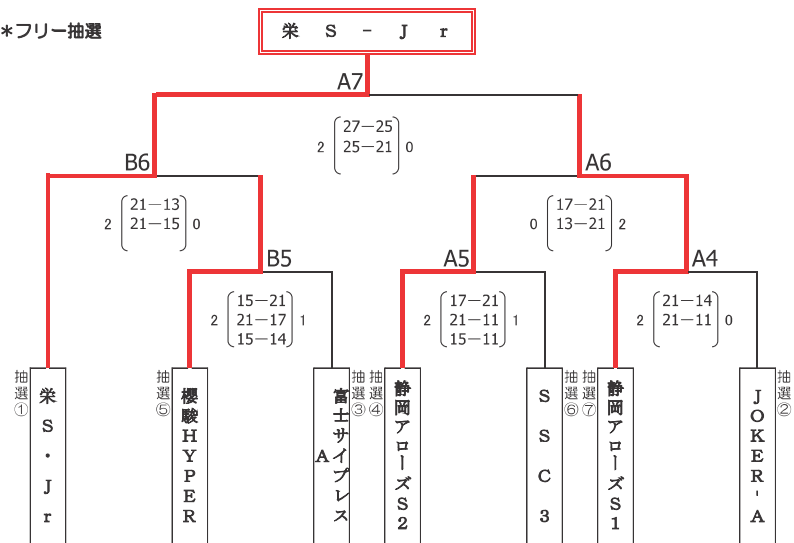 *フリー抽選
栄 S - J r
A7
27-25
2 25-21 0
B6
A6
21-13
2 21-15 0
17-21
0 13-21 2
B5
A5
A4
15-21
2 21-17 1
15-14
17-21
2 21-11 1
15-11
21-14
2 21-11 0
抽選①
栄S・Jr
抽選⑤
櫻駿HYPER
富士サイプレス
A
抽選③
抽選④
静岡アローズS2
SSC3
抽選⑥
抽選⑦
静岡アローズS1
JOKER-A
抽選②